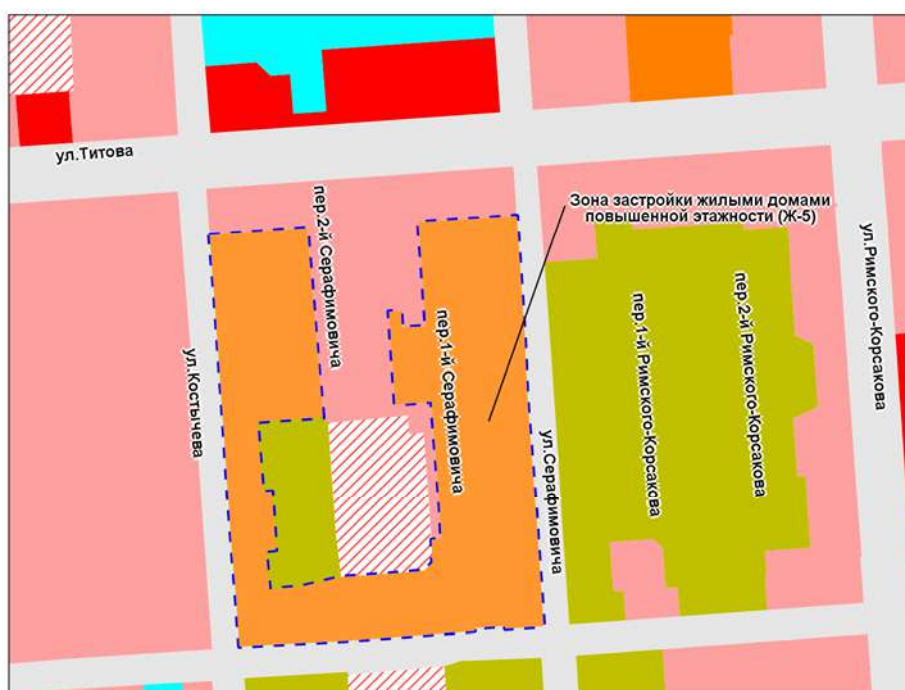 ул.Титова
Зона застройки жилыми домами
повышенной этажности (Ж-5)
пер.2-й Серафимовича
ул.Римского-Корсакова
пер.2-й Римского-Корсакова
пер.1-й Римского-Корсакова
пер.1-й Серафимовича
ул.Костычева
ул.Серафимовича